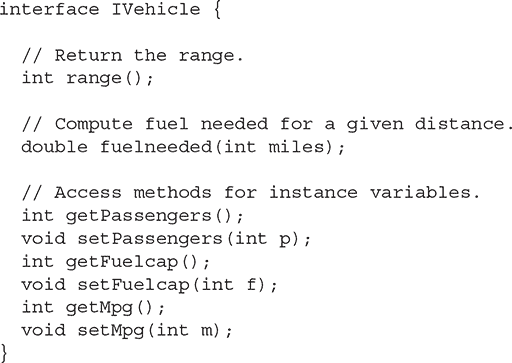 interface IVehicle {
  // Return the range.
  int range();
  // Compute fuel needed for a given distance.
  double fuelneeded(int miles);
  // Access methods for instance variables.
  int getPassengers();
  void setPassengers(int p);
  int getFuelcap();
  void setFuelcap(int f);
  int getMpg();
  void setMpg(int m);
}